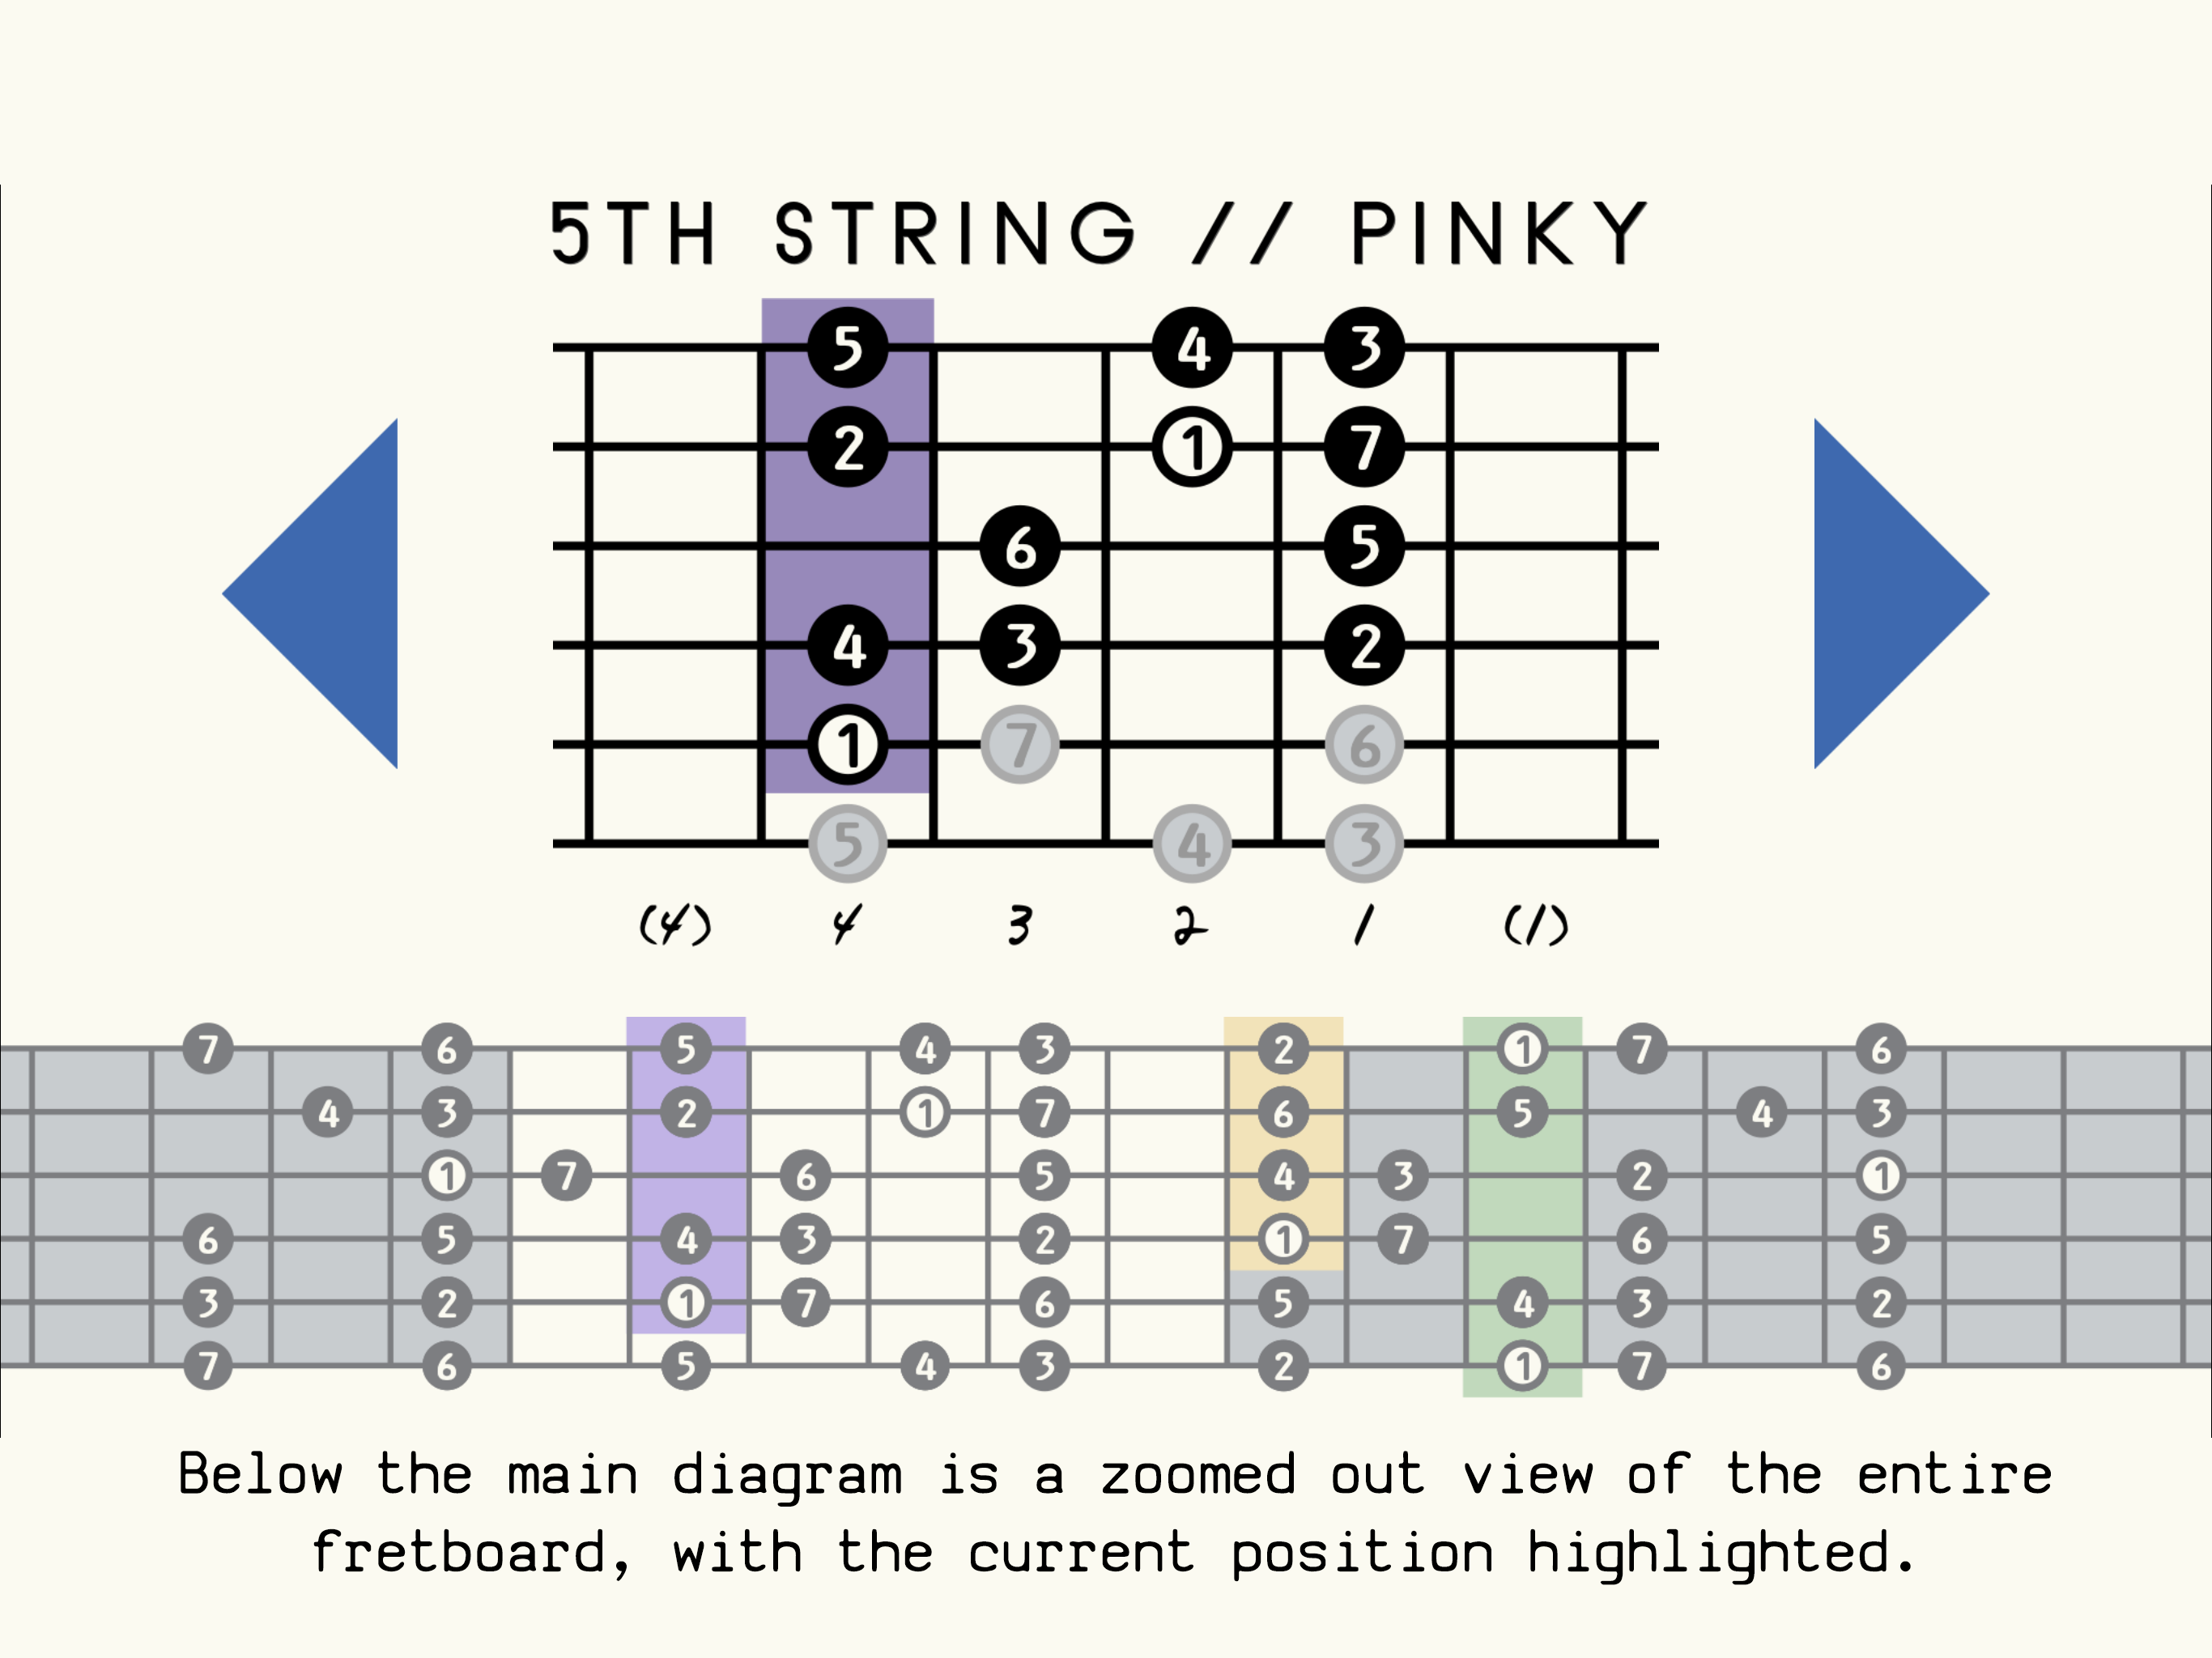 5TH STRING // PINKY
5 4 3
2 1 7
6 5
4 3 2
1 7 6
5 4 3
(4) 4 3 2 1 (1)
7 6 5 4 3 2 1 7 6
4 3 2 1 7 6 5 4 3
1 7 6 5 4 3 2 1
6 5 4 3 2 1 7 6 5
3 2 1 7 6 5 4 3 2
7 6 5 4 3 2 1 7 6
Below the main diagram is a zoomed out view of the entire
fretboard, with the current position highlighted.